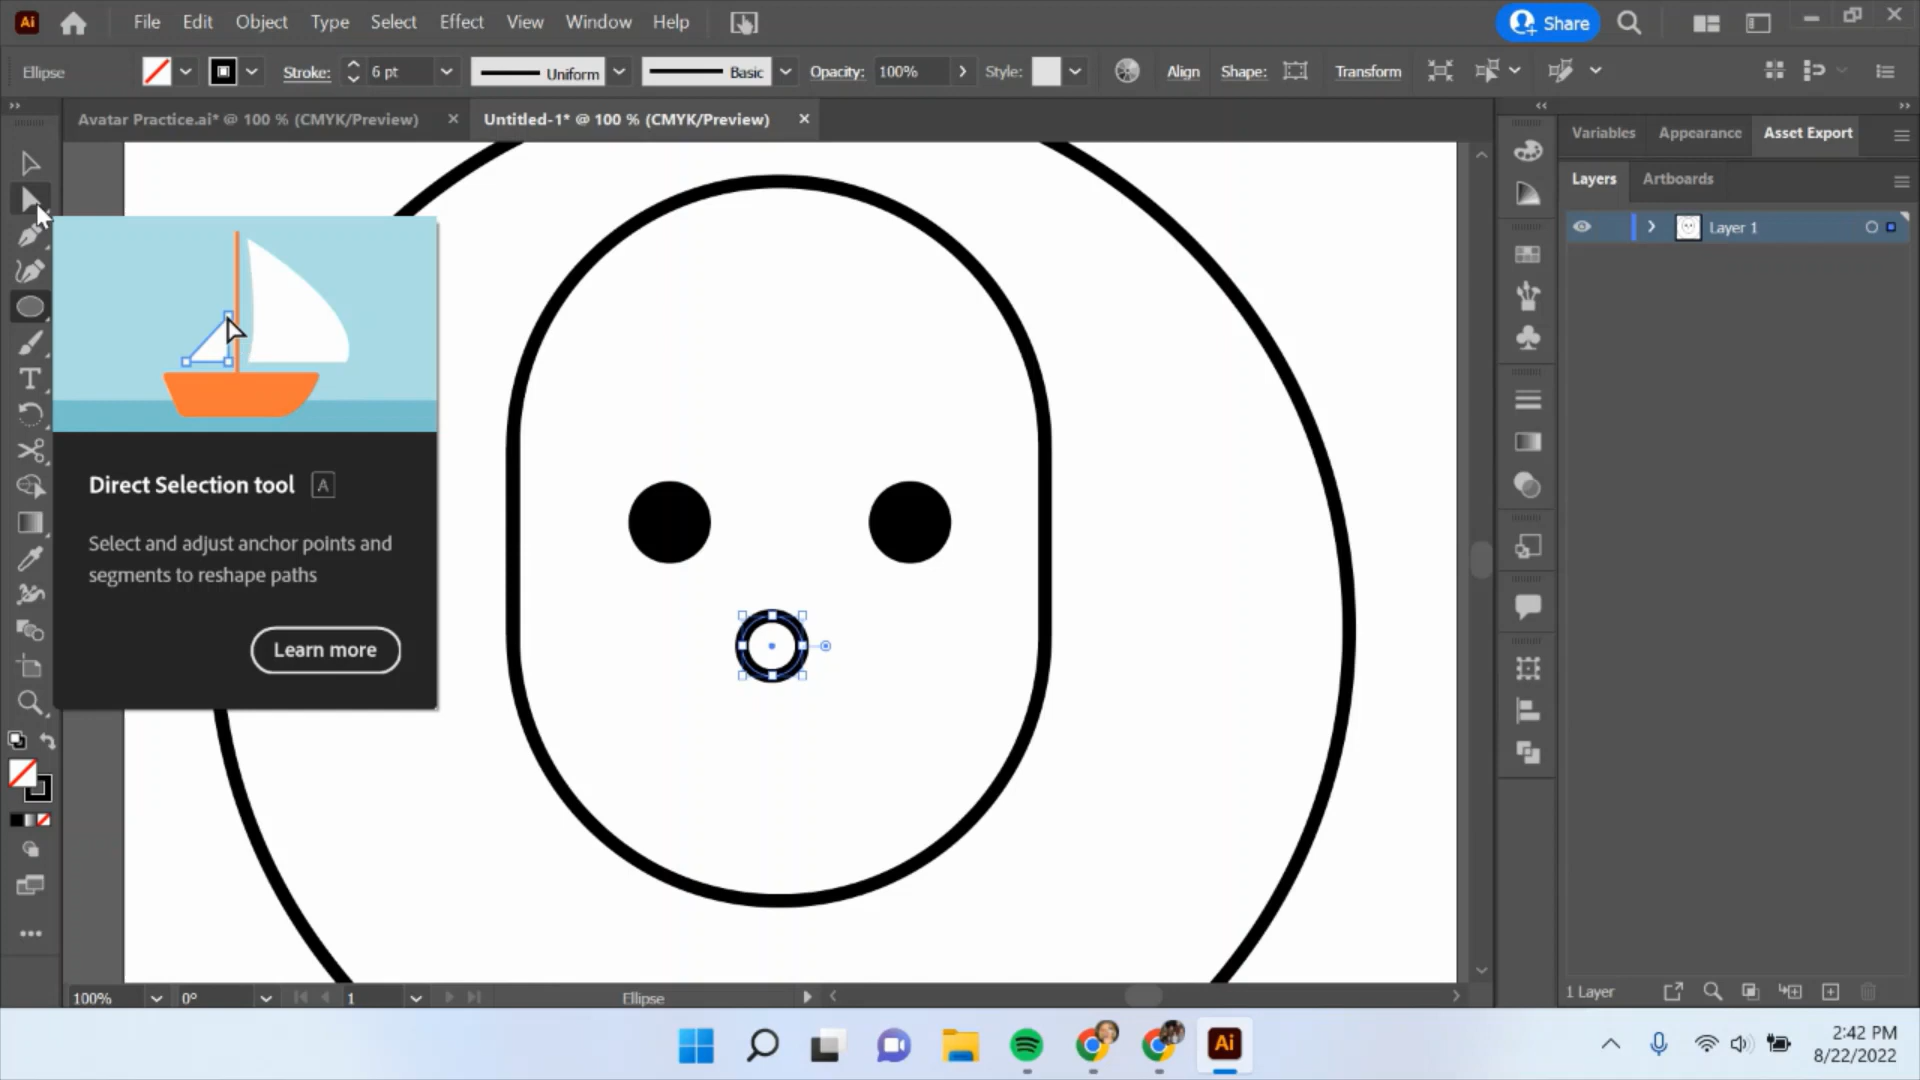 Ai File Edit Object Type Select Effect View Window Help Share
Ellipse Stroke: 6 pt Uniform Basic Opacity: 100% Style: Align Shape: Transform
Avatar Practice.ai* @ 100 % (CMYK/Preview) Untitled-1* @ 100 % (CMYK/Preview)
Variables Appearance Asset Export
Layers Artboards
Layer 1
T
Direct Selection tool A
Select and adjust anchor points and
segments to reshape paths
Learn more
100% 0° 1 Ellipse
1 Layer
Ai
2:42 PM
8/22/2022